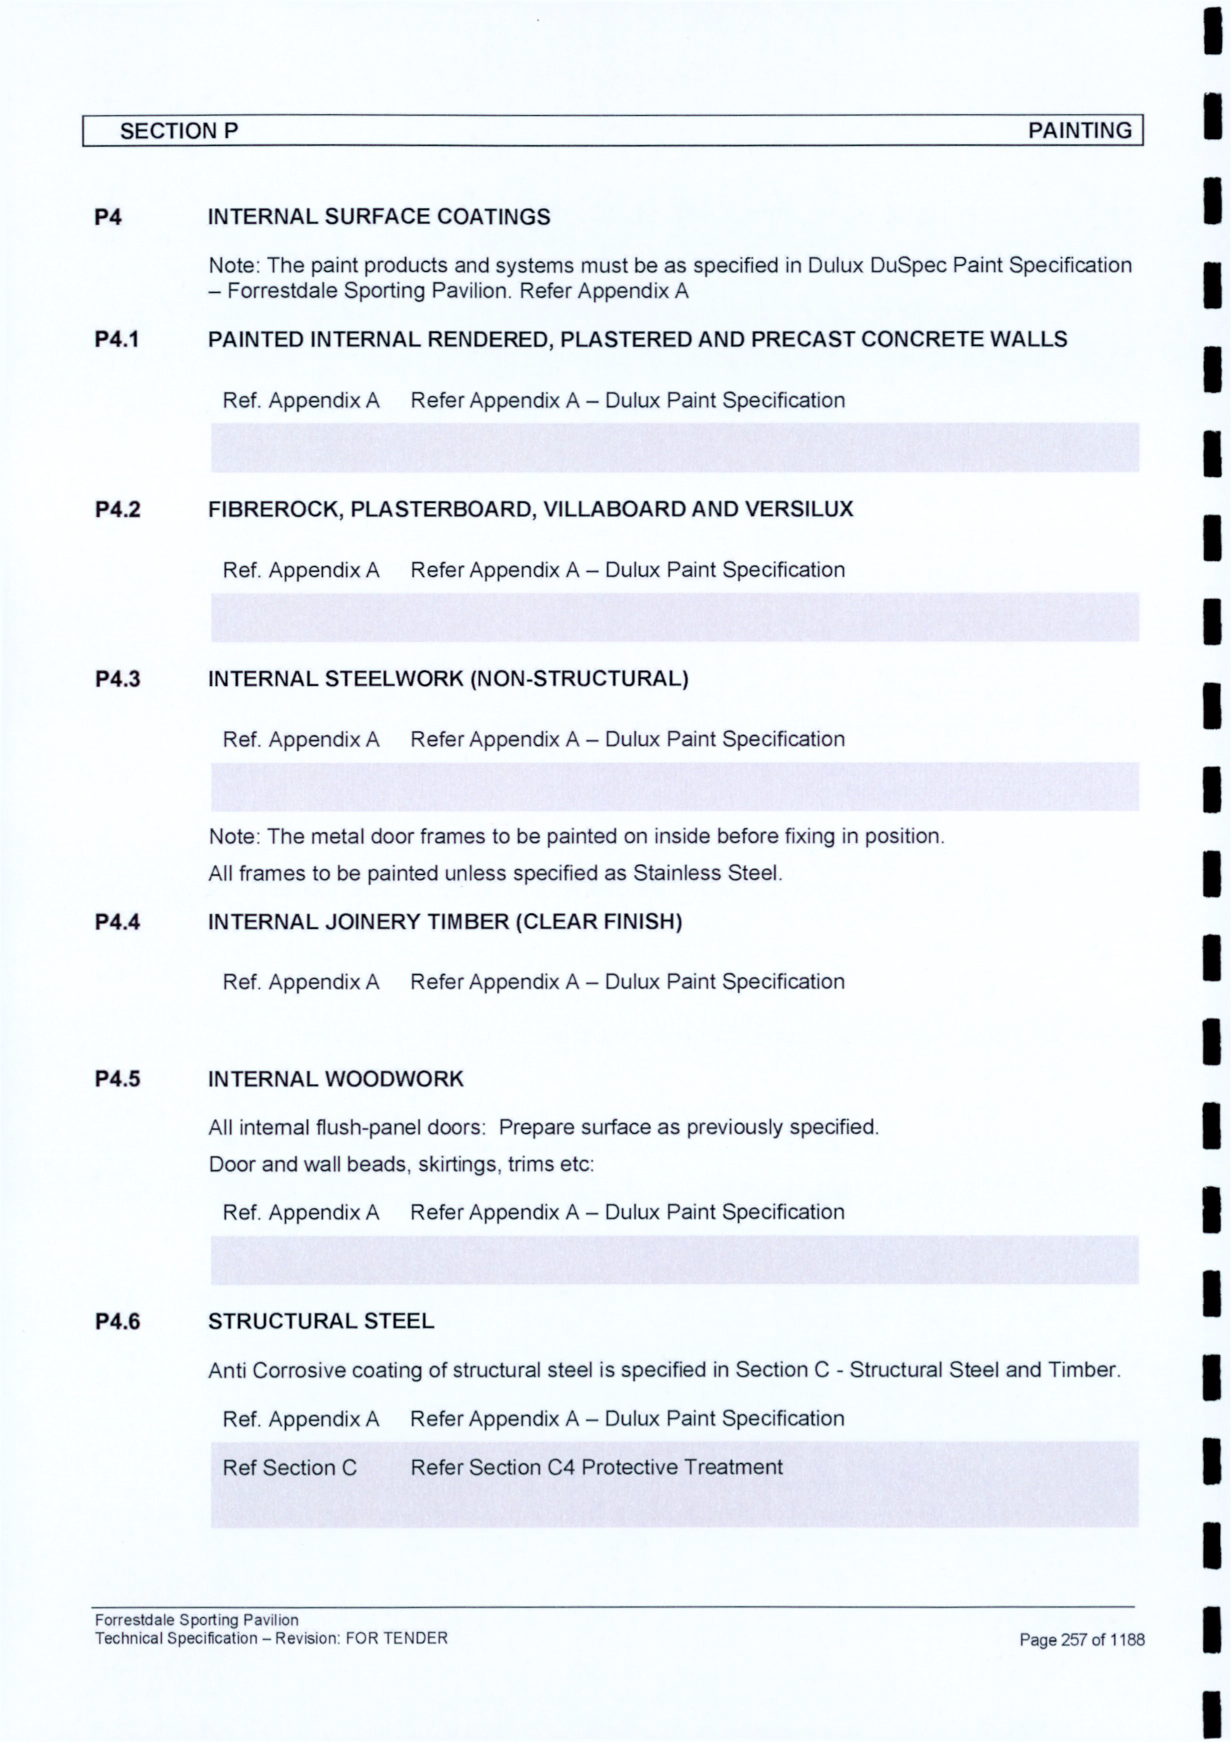 SECTION P PAINTING
P4 INTERNAL SURFACE COATINGS
Note: The paint products and systems must be as specified in Dulux DuSpec Paint Specification
– Forrestdale Sporting Pavilion. Refer Appendix A
P4.1 PAINTED INTERNAL RENDERED, PLASTERED AND PRECAST CONCRETE WALLS
Ref. Appendix A Refer Appendix A – Dulux Paint Specification
P4.2 FIBREROCK, PLASTERBOARD, VILLABOARD AND VERSILUX
Ref. Appendix A Refer Appendix A – Dulux Paint Specification
P4.3 INTERNAL STEELWORK (NON-STRUCTURAL)
Ref. Appendix A Refer Appendix A – Dulux Paint Specification
Note: The metal door frames to be painted on inside before fixing in position.
All frames to be painted unless specified as Stainless Steel.
P4.4 INTERNAL JOINERY TIMBER (CLEAR FINISH)
Ref. Appendix A Refer Appendix A – Dulux Paint Specification
P4.5 INTERNAL WOODWORK
All internal flush-panel doors: Prepare surface as previously specified.
Door and wall beads, skirtings, trims etc:
Ref. Appendix A Refer Appendix A – Dulux Paint Specification
P4.6 STRUCTURAL STEEL
Anti Corrosive coating of structural steel is specified in Section C - Structural Steel and Timber.
Ref. Appendix A Refer Appendix A – Dulux Paint Specification
Ref Section C Refer Section C4 Protective Treatment
Forrestdale Sporting Pavilion
Technical Specification – Revision: FOR TENDER Page 257 of 1188